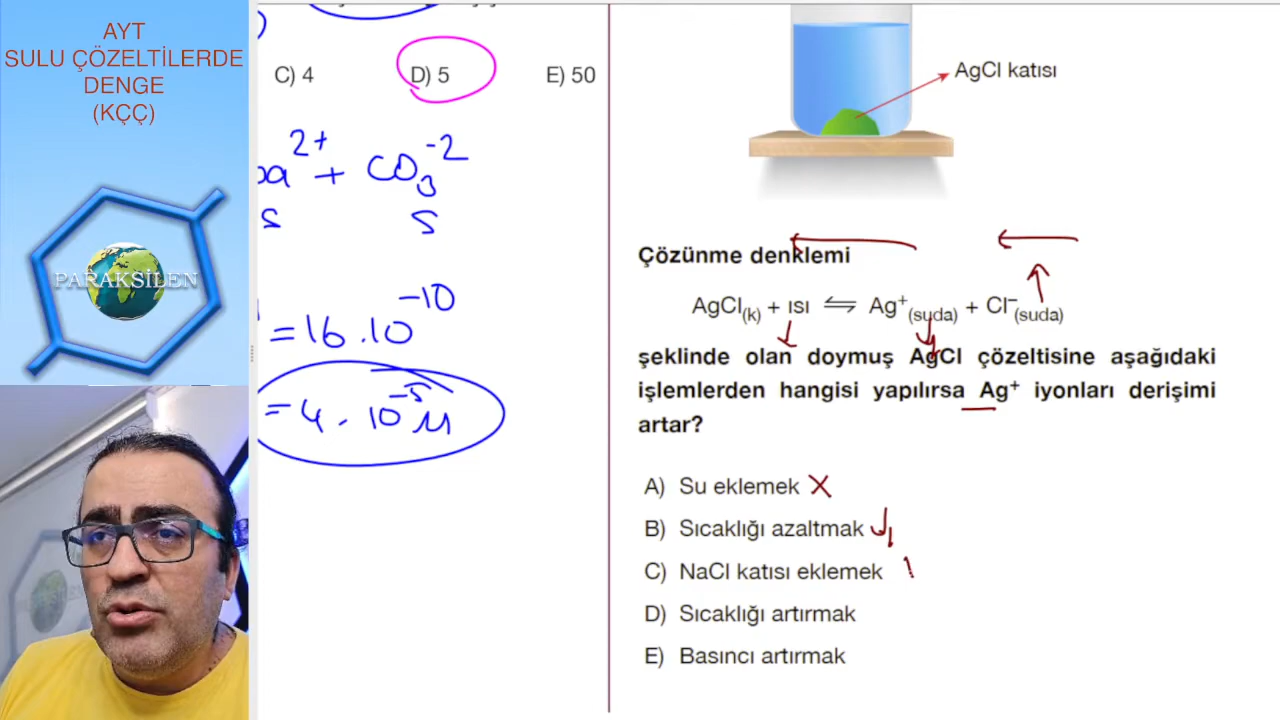 AYT
SULU ÇÖZELTİLERDE
DENGE
(KÇÇ)
PARAKSİLEN
C) 4
D) 5
E) 50
2+ + CO3 -2
s s
= 16 . 10 -10
= 4 . 10 -5 M
AgCl katısı
Çözünme denklemi
AgCl(k) + ısı ⇌ Ag+(suda) + Cl−(suda)
şeklinde olan doymuş AgCl çözeltisine aşağıdaki
işlemlerden hangisi yapılırsa Ag+ iyonları derişimi
artar?
A) Su eklemek X
B) Sıcaklığı azaltmak ↓
C) NaCl katısı eklemek
D) Sıcaklığı artırmak
E) Basıncı artırmak